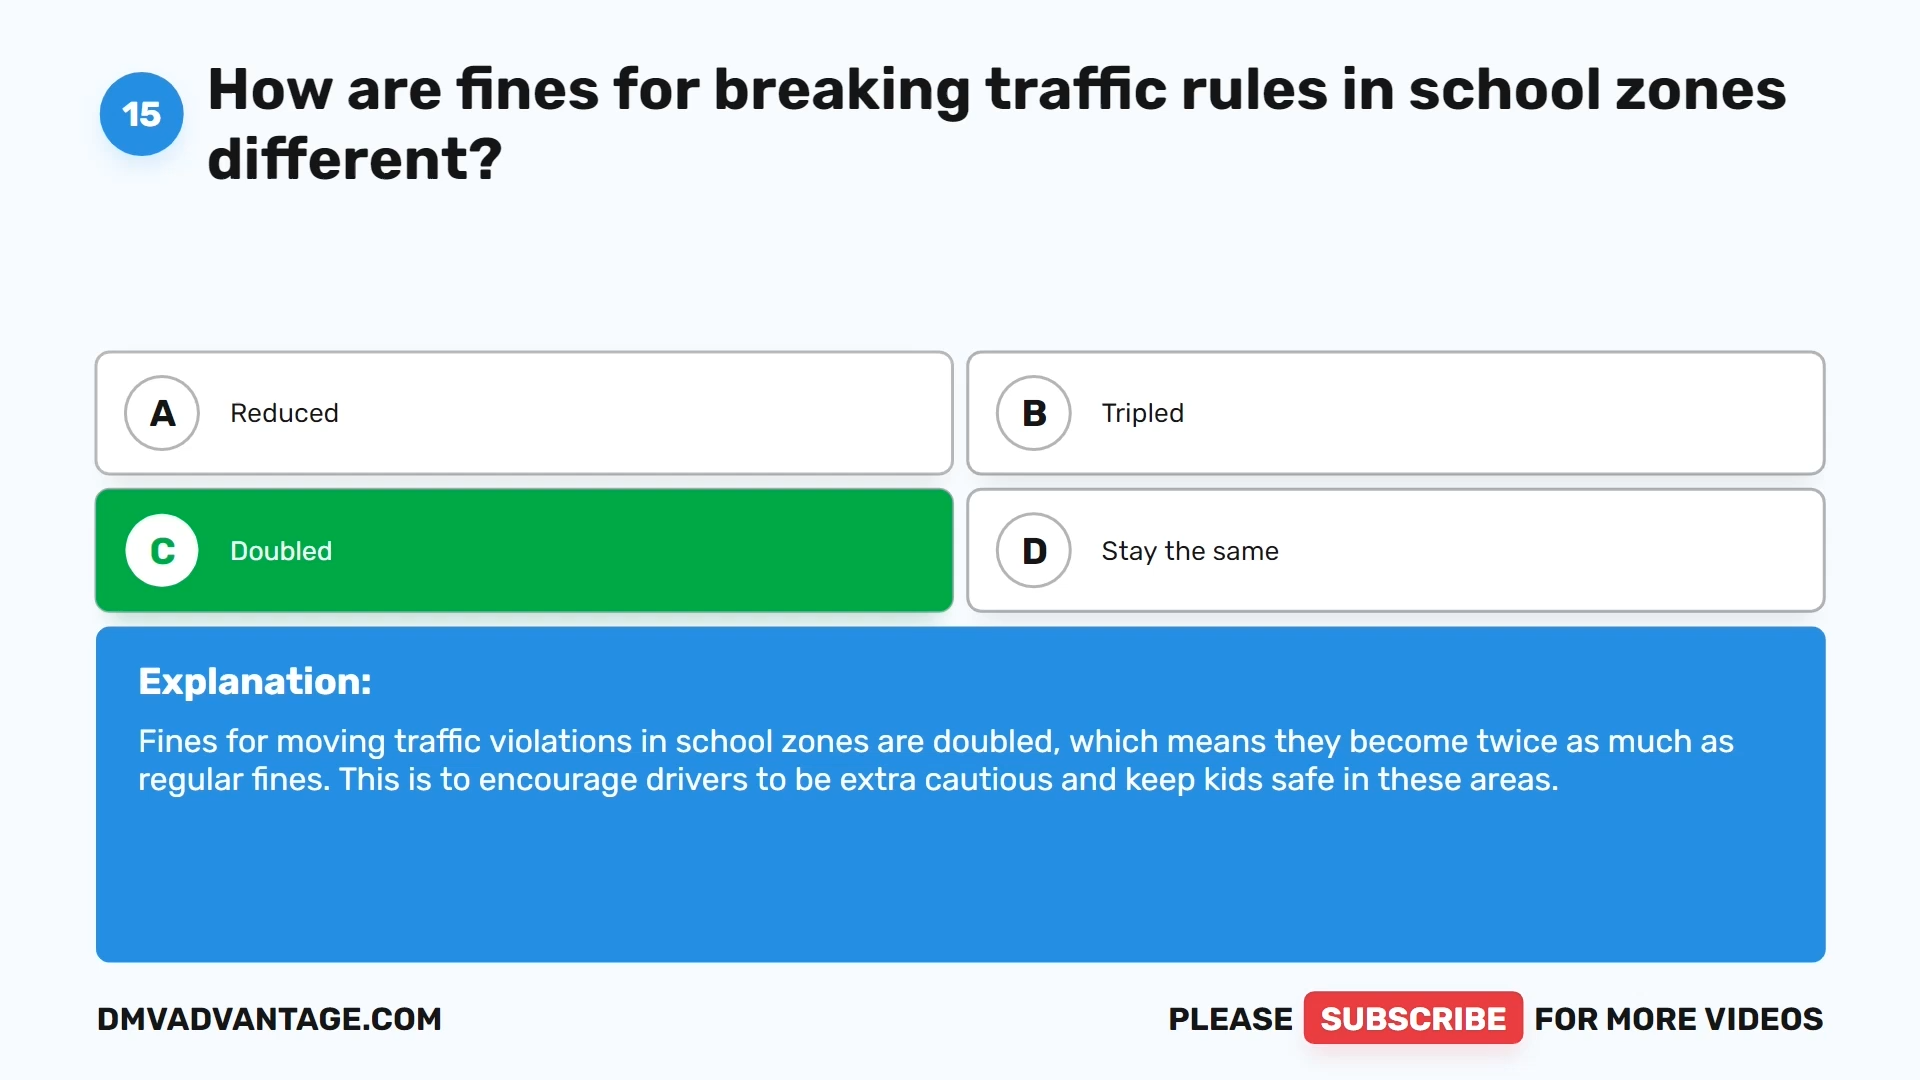 15
How are fines for breaking traffic rules in school zones
different?
A Reduced
B Tripled
C Doubled
D Stay the same
Explanation:
Fines for moving traffic violations in school zones are doubled, which means they become twice as much as
regular fines. This is to encourage drivers to be extra cautious and keep kids safe in these areas.
DMVADVANTAGE.COM
PLEASE SUBSCRIBE FOR MORE VIDEOS